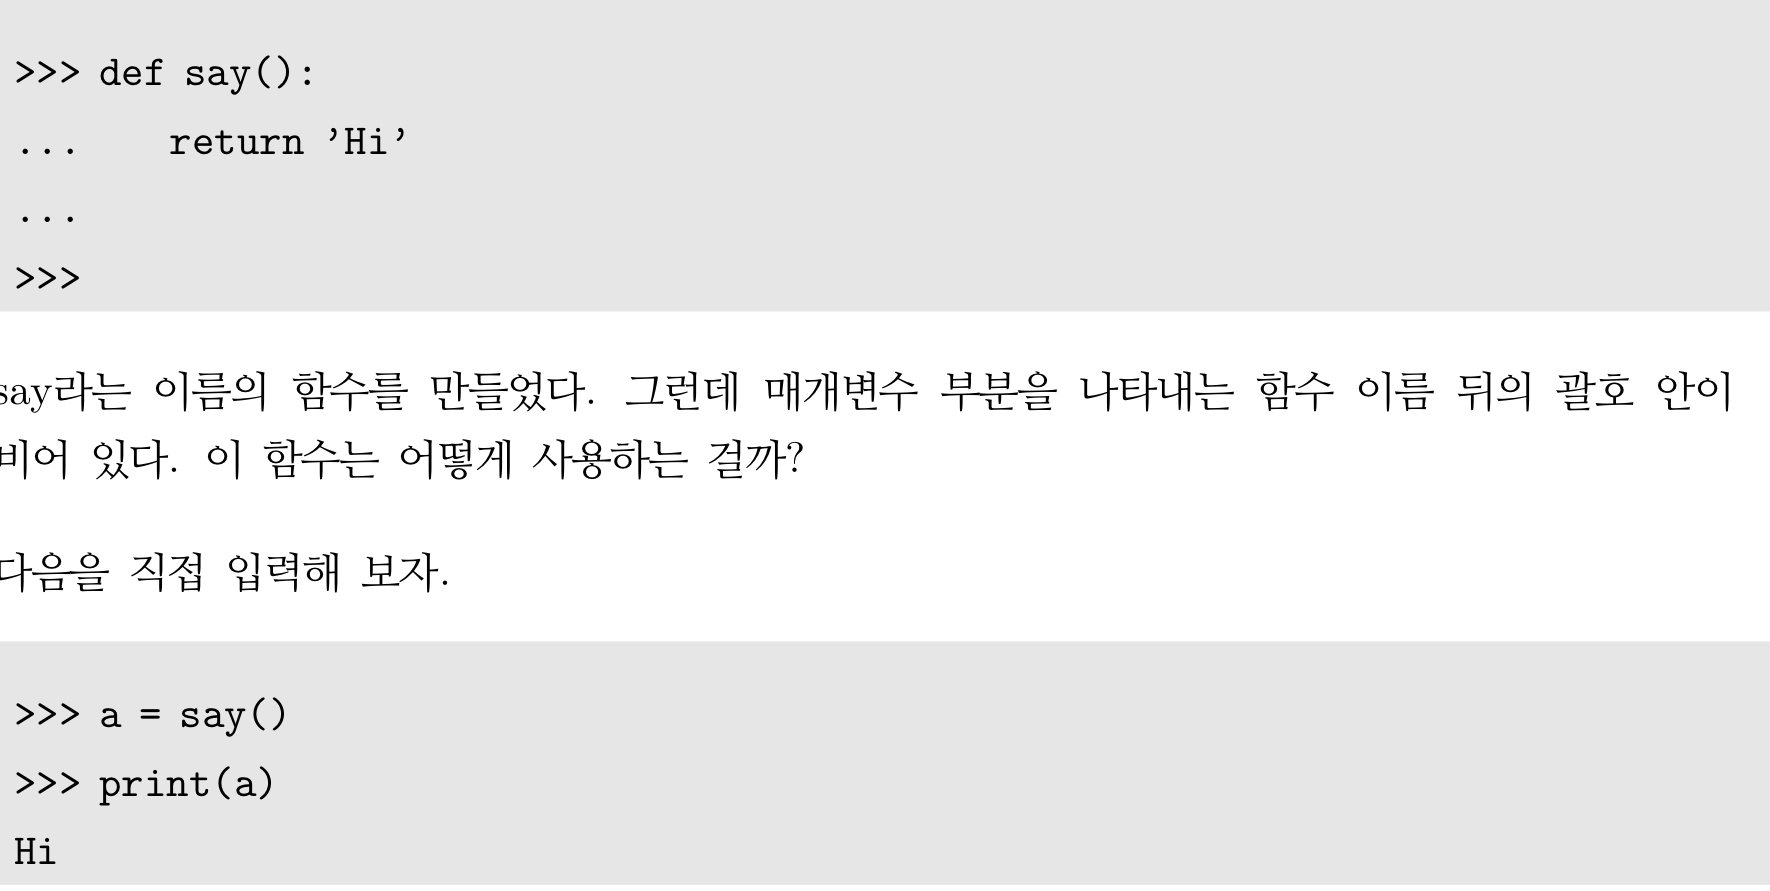 >>> def say():
...    return ’Hi’
...
>>>
say라는 이름의 함수를 만들었다. 그런데 매개변수 부분을 나타내는 함수 이름 뒤의 괄호 안이
비어 있다. 이 함수는 어떻게 사용하는 걸까?
다음을 직접 입력해 보자.
>>> a = say()
>>> print(a)
Hi